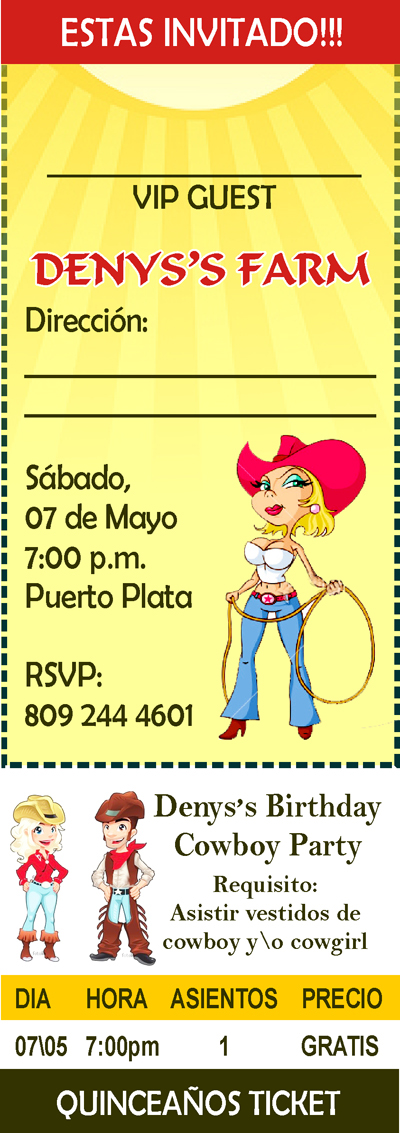 ESTAS INVITADO!!!
VIP GUEST
DENYS'S FARM
Dirección:
Sábado,
07 de Mayo
7:00 p.m.
Puerto Plata
RSVP:
809 244 4601
Denys's Birthday
Cowboy Party
Requisito:
Asistir vestidos de
cowboy y\o cowgirl
DIA HORA ASIENTOS PRECIO
07\05 7:00pm 1 GRATIS
QUINCEAÑOS TICKET